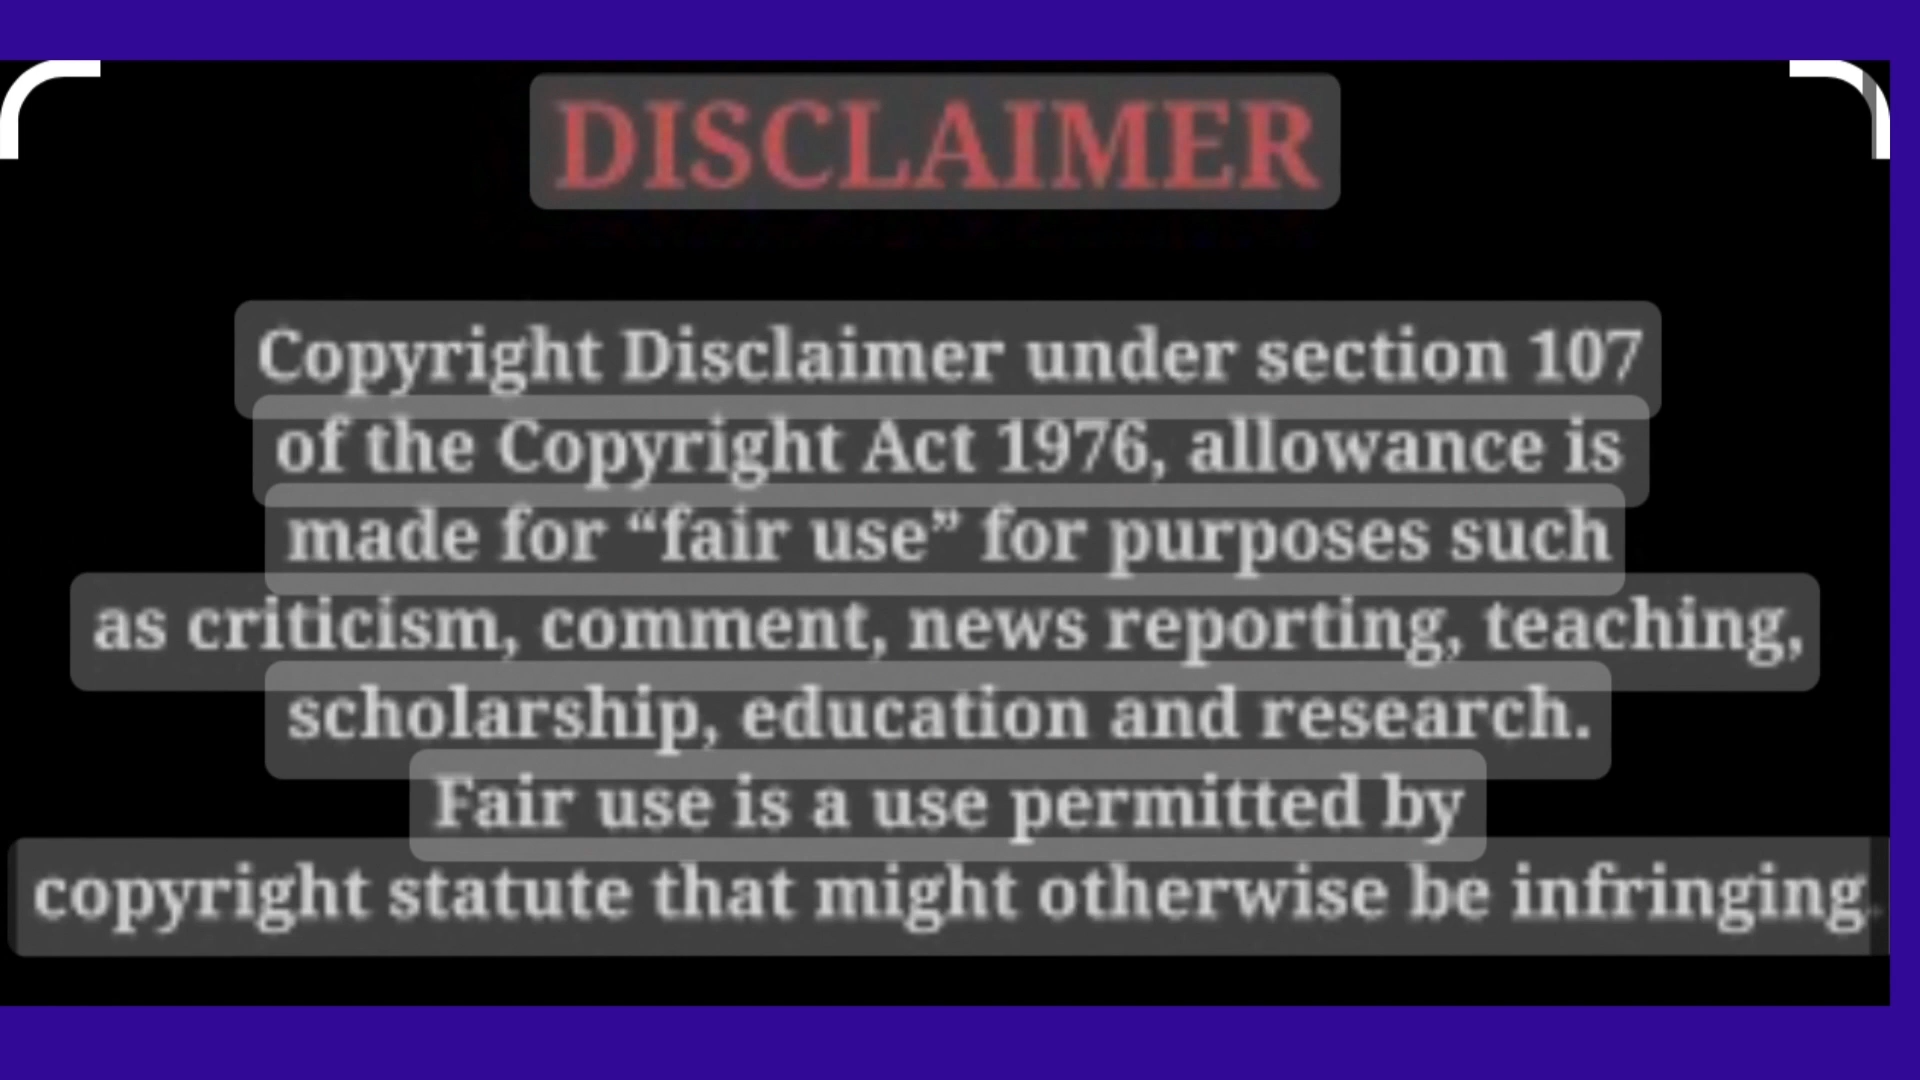 DISCLAIMER
Copyright Disclaimer under section 107
of the Copyright Act 1976, allowance is
made for “fair use” for purposes such
as criticism, comment, news reporting, teaching,
scholarship, education and research.
Fair use is a use permitted by
copyright statute that might otherwise be infringing.